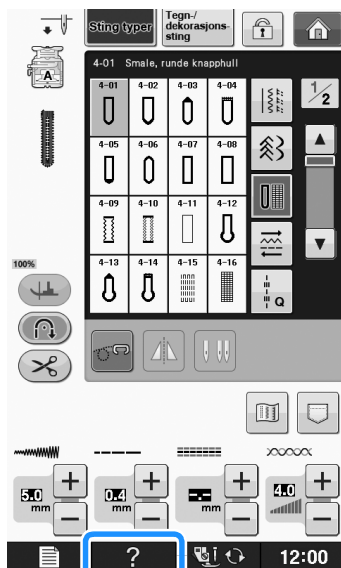 Sting typer
Tegn-/
dekorasjons-
sting
A
4-01 Smale, runde knapphull
1/2
4-01 4-02 4-03 4-04
4-05 4-06 4-07 4-08
4-09 4-10 4-11 4-12
4-13 4-14 4-15 4-16
Q
100%
5.0 mm + −
0.4 mm + −
-.- mm + −
4.0 + −
? 12:00